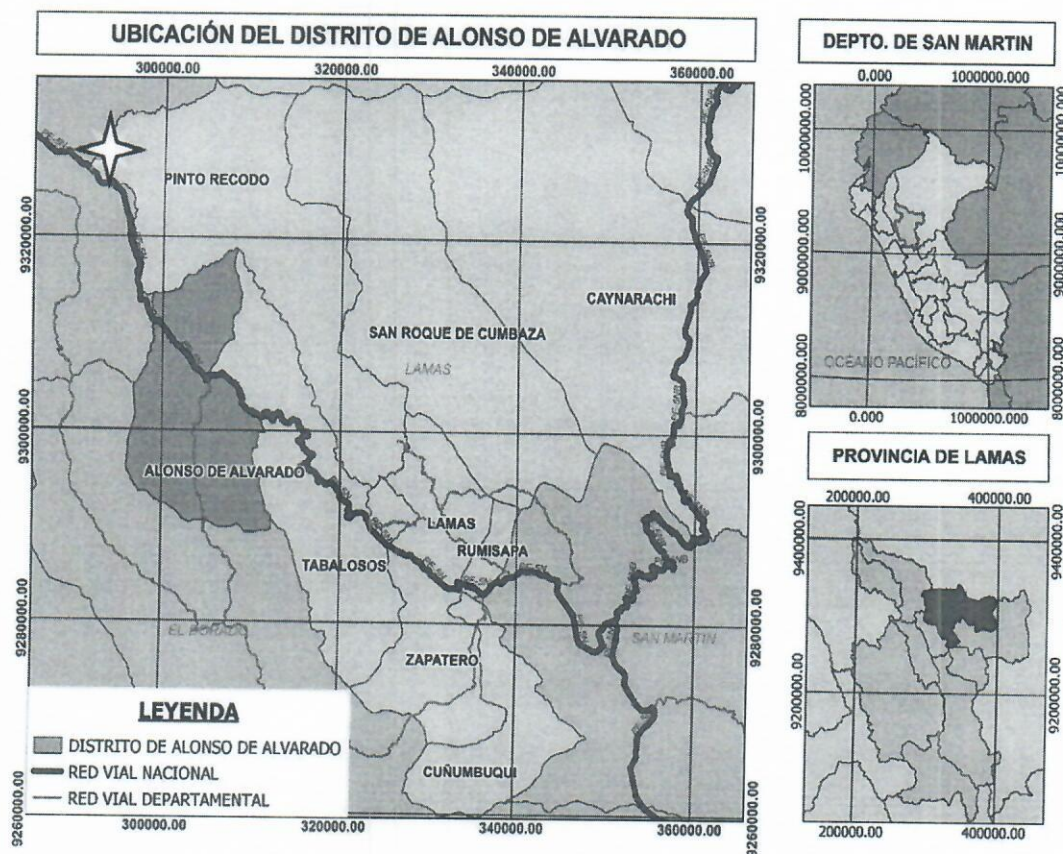 UBICACIÓN DEL DISTRITO DE ALONSO DE ALVARADO
300000.00 320000.00 340000.00 360000.00
9320000.00
9300000.00
9280000.00
9260000.00
PINTO RECODO
CAYNARACHI
SAN ROQUE DE CUMBAZA
LAMAS
ALONSO DE ALVARADO
LAMAS
RUMISAPA
TABALOSOS
EL DORADO
SAN MARTIN
ZAPATERO
CUÑUMBUQUI
9320000.00
9300000.00
9280000.00
9260000.00
LEYENDA
DISTRITO DE ALONSO DE ALVARADO
RED VIAL NACIONAL
RED VIAL DEPARTAMENTAL
300000.00 320000.00 340000.00 360000.00
DEPTO. DE SAN MARTIN
0.000 1000000.000
10000000.000
9000000.000
8000000.000
OCÉANO PACÍFICO
10000000.000
9000000.000
8000000.000
0.000 1000000.000
PROVINCIA DE LAMAS
200000.00 400000.00
9400000.00
9200000.00
9400000.00
9200000.00
200000.00 400000.00